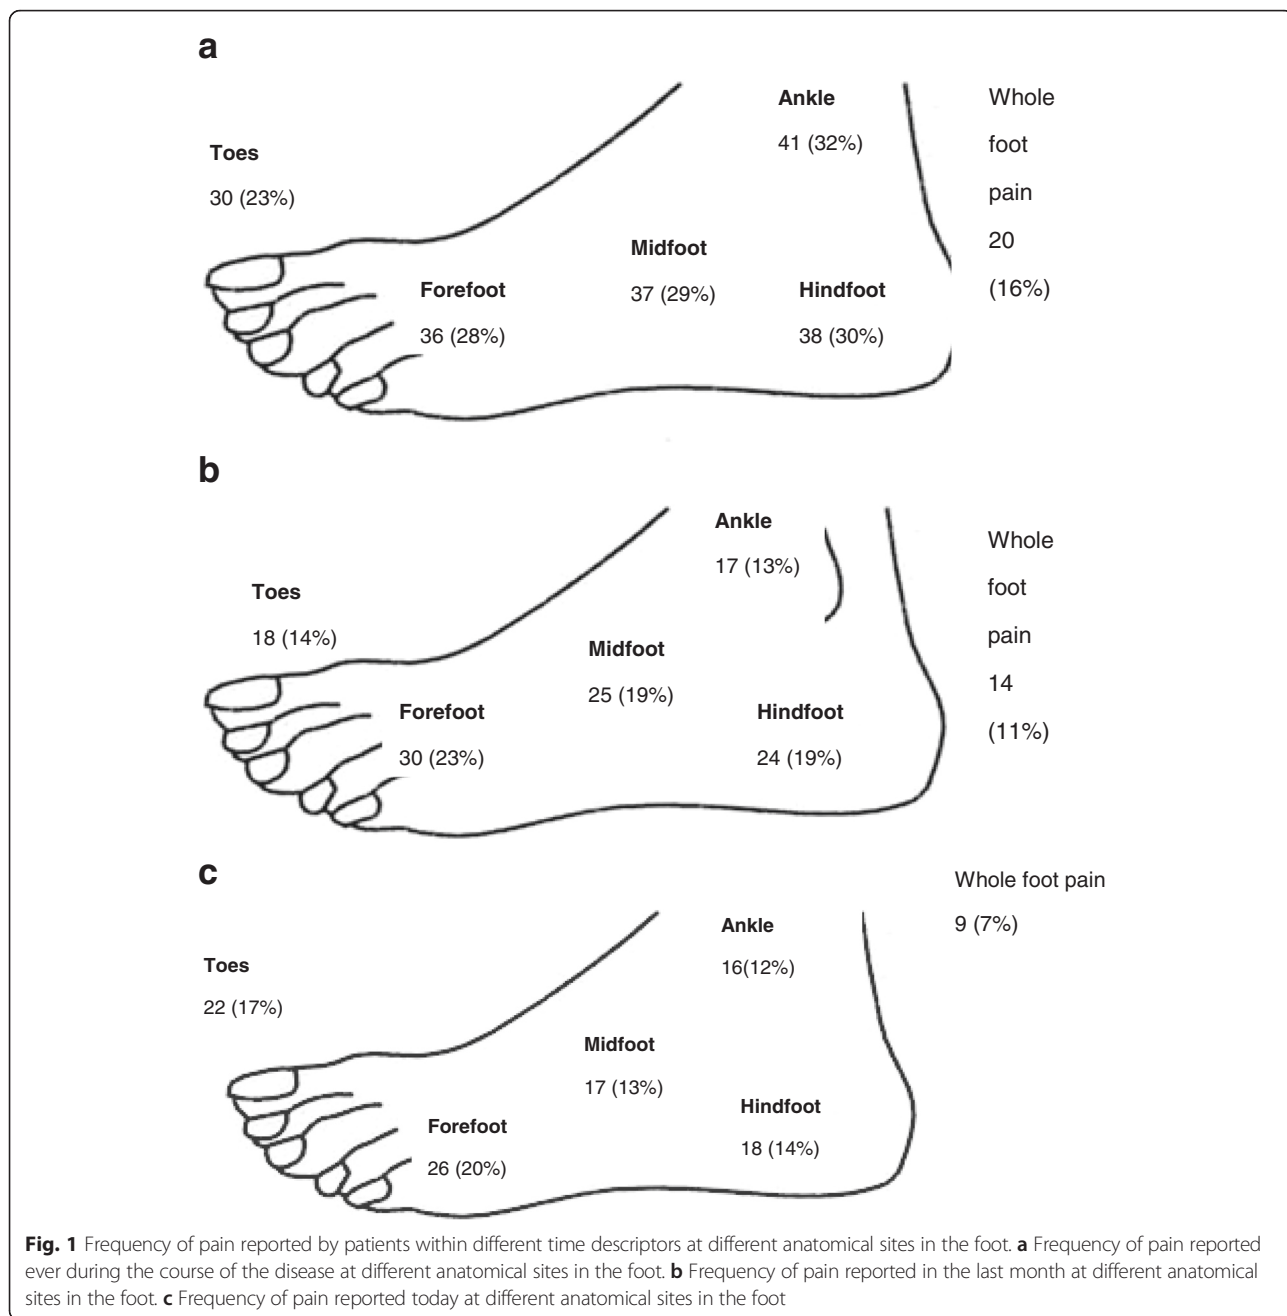 a
Toes
30 (23%)
Ankle
41 (32%)
Midfoot
37 (29%)
Forefoot
36 (28%)
Hindfoot
38 (30%)
Whole
foot
pain
20
(16%)
b
Toes
18 (14%)
Ankle
17 (13%)
Midfoot
25 (19%)
Forefoot
30 (23%)
Hindfoot
24 (19%)
Whole
foot
pain
14
(11%)
c
Toes
22 (17%)
Ankle
16(12%)
Midfoot
17 (13%)
Forefoot
26 (20%)
Hindfoot
18 (14%)
Whole foot pain
9 (7%)
Fig. 1 Frequency of pain reported by patients within different time descriptors at different anatomical sites in the foot. a Frequency of pain reported
ever during the course of the disease at different anatomical sites in the foot. b Frequency of pain reported in the last month at different anatomical
sites in the foot. c Frequency of pain reported today at different anatomical sites in the foot